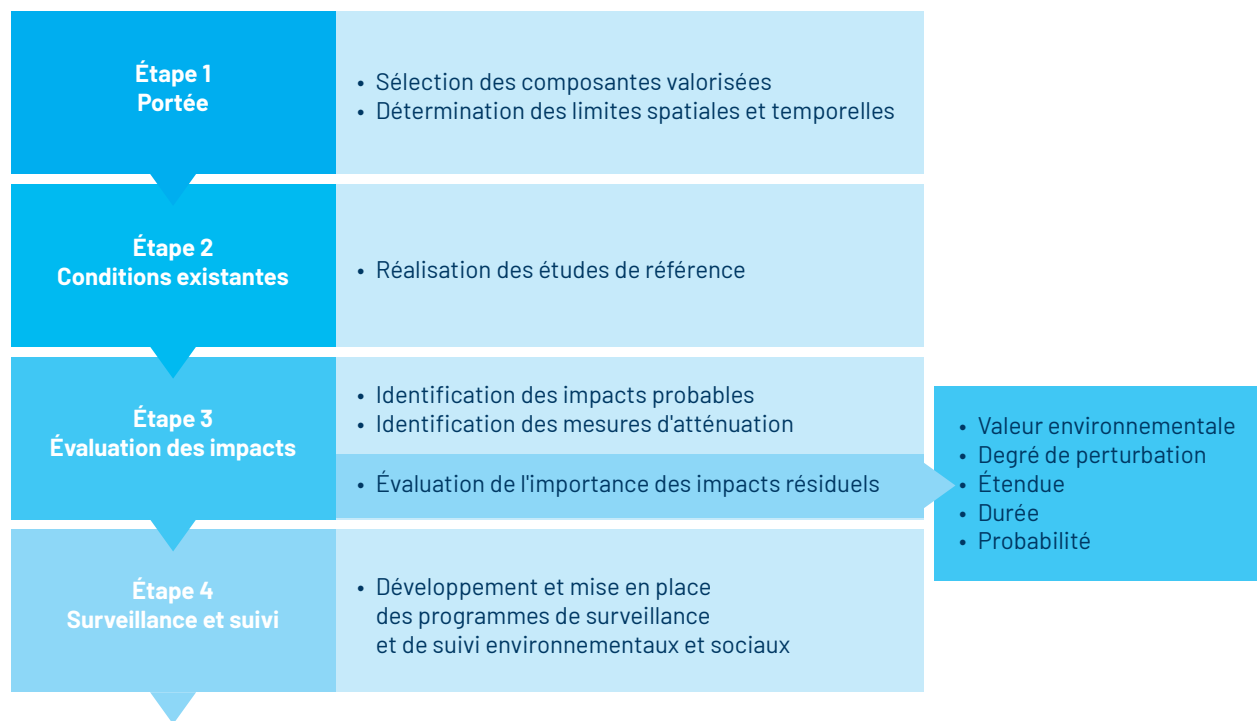 Étape 1
Portée
• Sélection des composantes valorisées
• Détermination des limites spatiales et temporelles
Étape 2
Conditions existantes
• Réalisation des études de référence
Étape 3
Évaluation des impacts
• Identification des impacts probables
• Identification des mesures d'atténuation
• Évaluation de l'importance des impacts résiduels
• Valeur environnementale
• Degré de perturbation
• Étendue
• Durée
• Probabilité
Étape 4
Surveillance et suivi
• Développement et mise en place
des programmes de surveillance
et de suivi environnementaux et sociaux